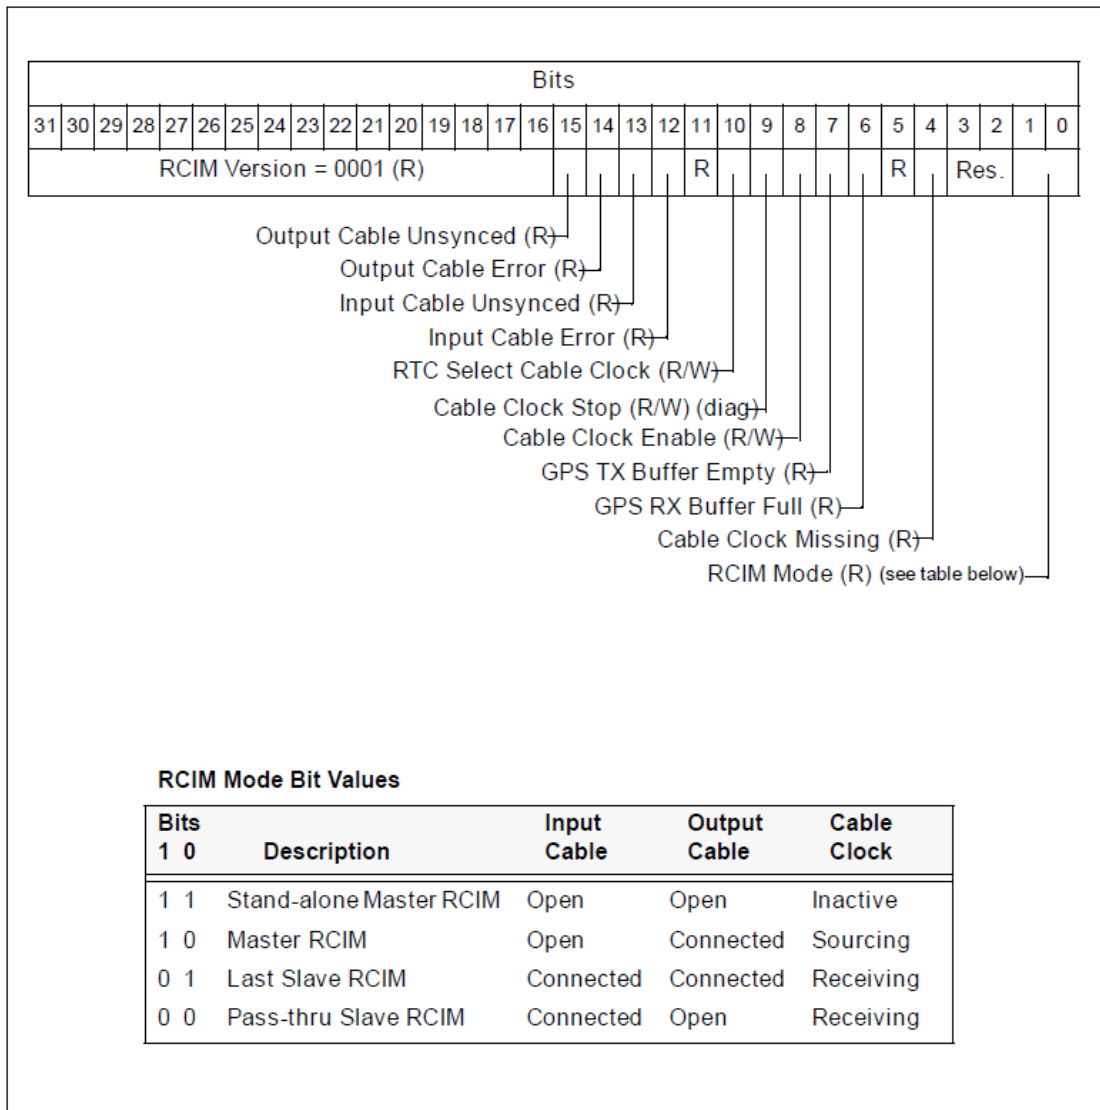 Bits
31 30 29 28 27 26 25 24 23 22 21 20 19 18 17 16 15 14 13 12 11 10 9 8 7 6 5 4 3 2 1 0
RCIM Version = 0001 (R) R R Res.
Output Cable Unsynced (R)
Output Cable Error (R)
Input Cable Unsynced (R)
Input Cable Error (R)
RTC Select Cable Clock (R/W)
Cable Clock Stop (R/W) (diag)
Cable Clock Enable (R/W)
GPS TX Buffer Empty (R)
GPS RX Buffer Full (R)
Cable Clock Missing (R)
RCIM Mode (R) (see table below)
RCIM Mode Bit Values
Bits Input Output Cable
1 0 Description Cable Cable Clock
1 1 Stand-alone Master RCIM Open Open Inactive
1 0 Master RCIM Open Connected Sourcing
0 1 Last Slave RCIM Connected Connected Receiving
0 0 Pass-thru Slave RCIM Connected Open Receiving